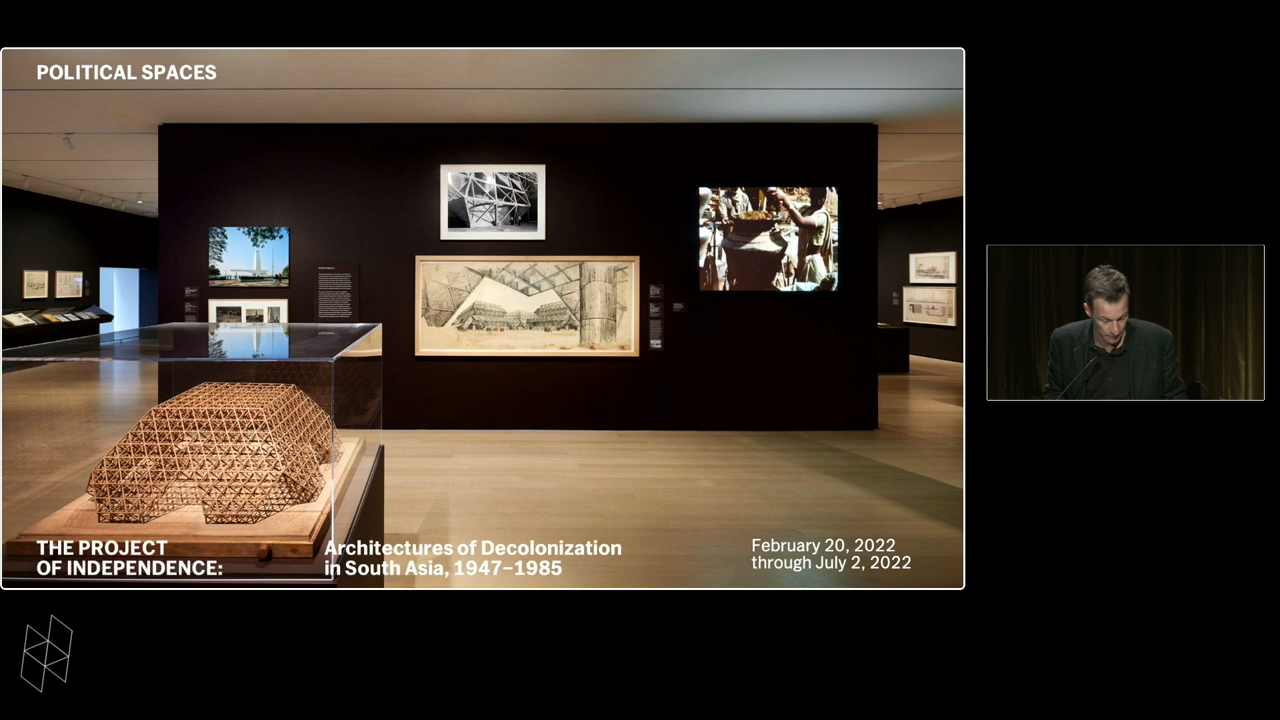 POLITICAL SPACES
THE PROJECT
OF INDEPENDENCE:
Architectures of Decolonization
in South Asia, 1947–1985
February 20, 2022
through July 2, 2022